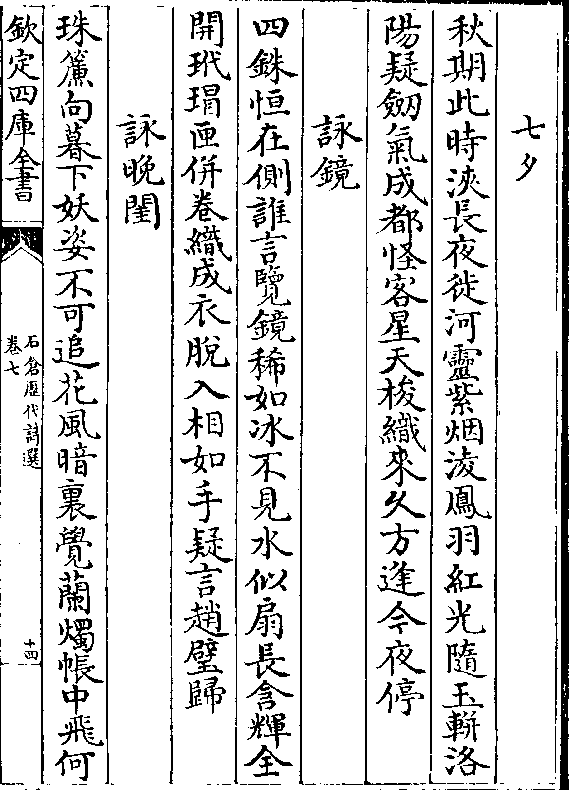 七夕
秋期此時浹長夜徙河靈紫烟凌鳳羽紅光隨玉軿洛
陽疑劒氣成都怪客星天梭織來久方逢今夜停
詠鏡
四銖恒在側誰言覽鏡稀如冰不見水似扇長含輝全
開玳瑁匣併卷織成衣脫入相如手疑言趙璧歸
詠晚閨
珠簾向暮下妖姿不可追花風暗裏覺蘭燭帳中飛何
欽定四庫全書
石倉歷代詩選
卷七
十四